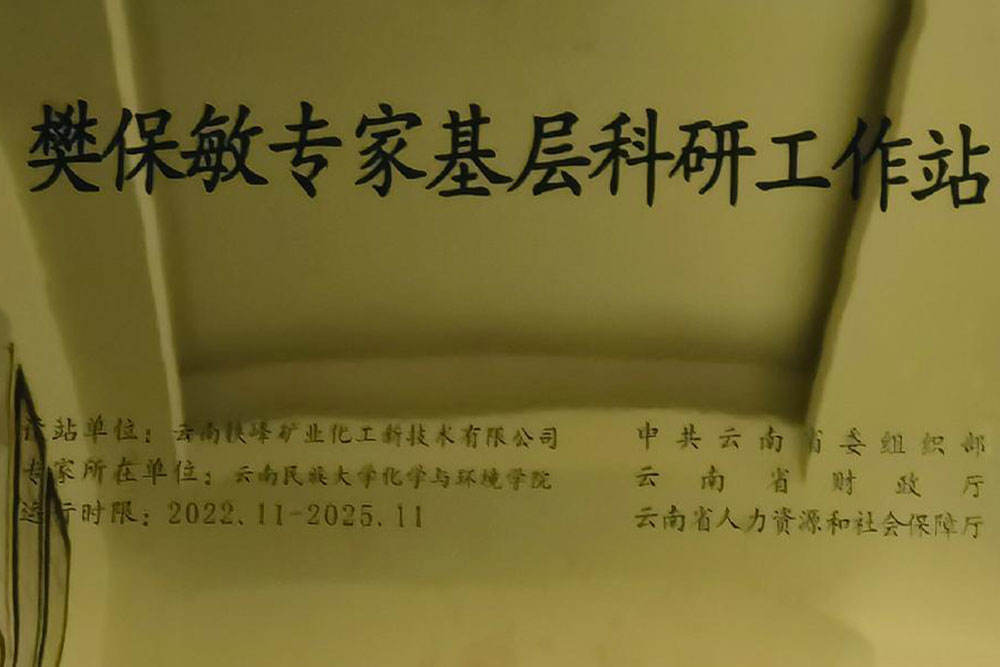 樊保敏专家基层科研工作站
设站单位：云南铁峰矿业化工新技术有限公司
专家所在单位：云南民族大学化学与环境学院
运行时限：2022.11-2025.11
中共云南省委组织部
云南省财政厅
云南省人力资源和社会保障厅